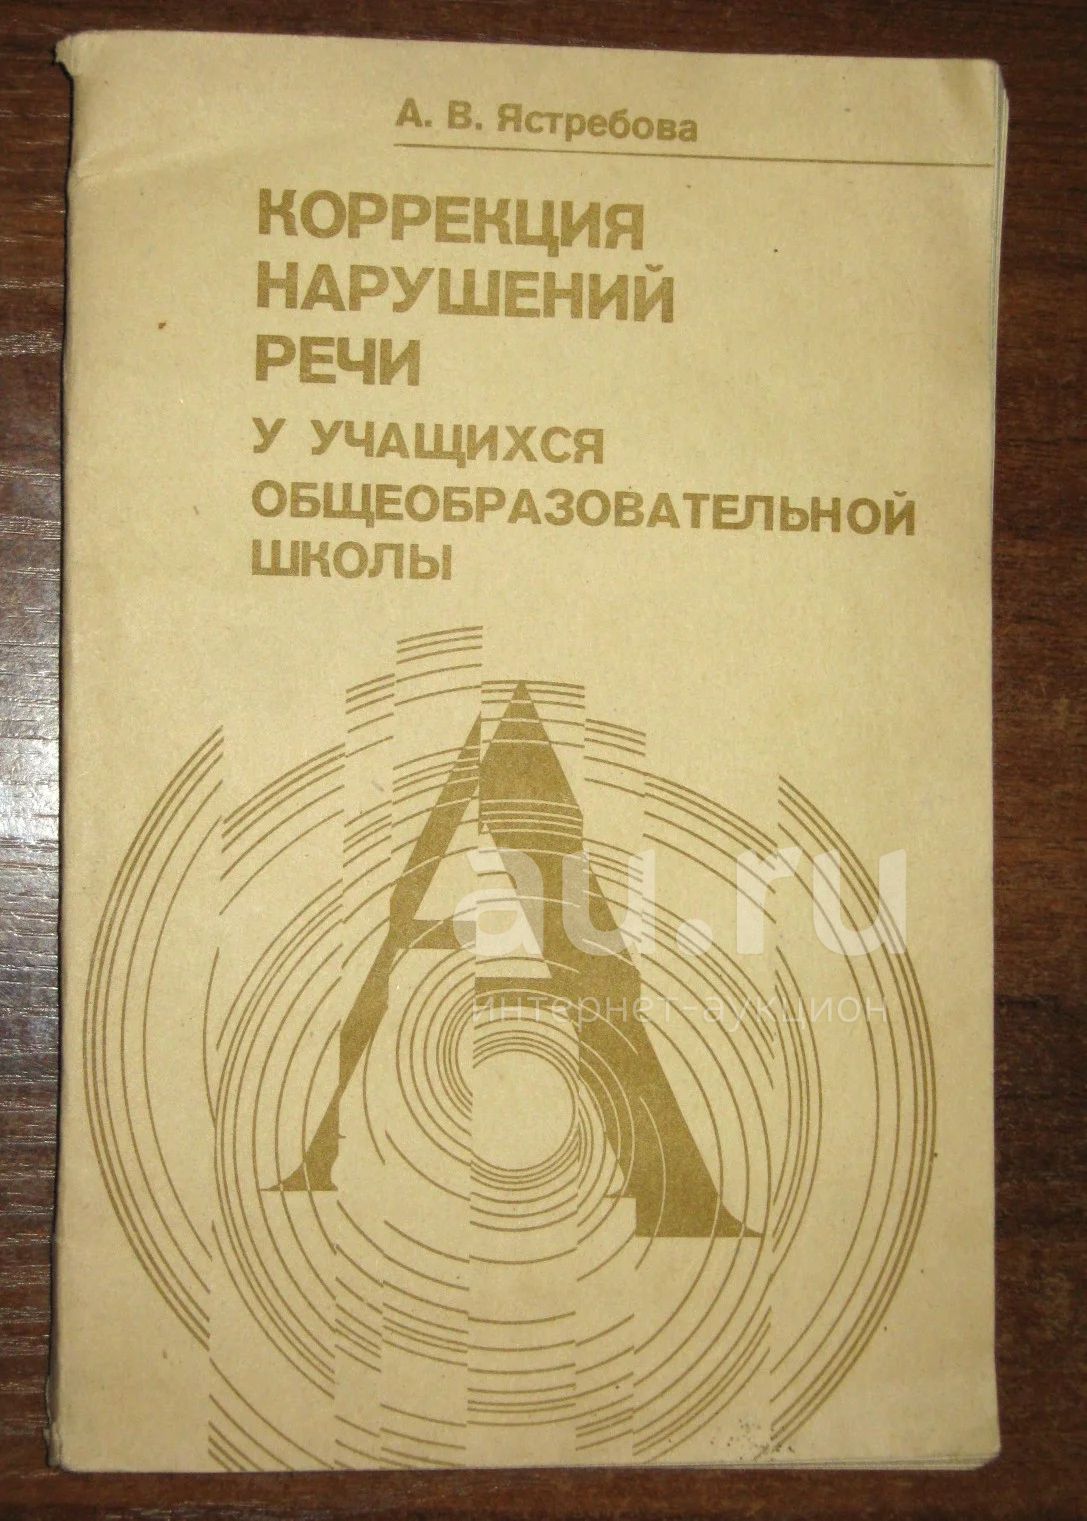 А. В. Ястребова
КОРРЕКЦИЯ
НАРУШЕНИЙ
РЕЧИ
У УЧАЩИХСЯ
ОБЩЕОБРАЗОВАТЕЛЬНОЙ
ШКОЛЫ
А
au.ru
интернет-аукцион